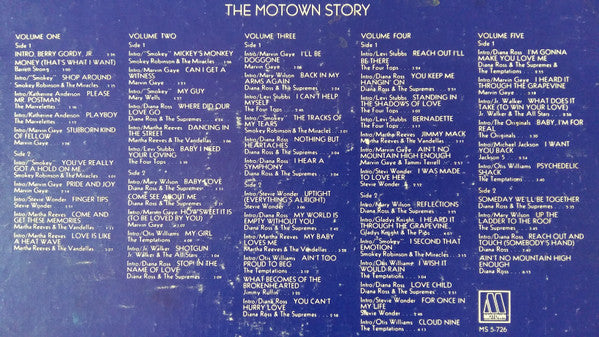 THE MOTOWN STORY
VOLUME ONE
Side 1
INTRO: BERRY GORDY, JR.
MONEY (THAT'S WHAT I WANT)
Barrett Strong
Intro/"Smokey" SHOP AROUND
Smokey Robinson & The Miracles
Intro/Katherine Anderson PLEASE
MR. POSTMAN
The Marvelettes
Intro/Katherine Anderson PLAYBOY
The Marvelettes
Intro/Marvin Gaye STUBBORN KIND
OF FELLOW
Marvin Gaye
Side 2
Intro/"Smokey" YOU'VE REALLY
GOT A HOLD ON ME
Smokey Robinson & The Miracles
Intro/Marvin Gaye PRIDE AND JOY
Marvin Gaye
Intro/Stevie Wonder FINGER TIPS
Stevie Wonder
Intro/Martha Reeves COME AND
GET THESE MEMORIES
Martha Reeves & The Vandellas
Intro/Martha Reeves LOVE IS LIKE
A HEAT WAVE
Martha Reeves & The Vandellas
VOLUME TWO
Side 1
Intro/"Smokey" MICKEY'S MONKEY
Smokey Robinson & The Miracles
Intro/Marvin Gaye CAN I GET A
WITNESS
Marvin Gaye
Intro/"Smokey" MY GUY
Mary Wells
Intro/Diana Ross WHERE DID OUR
LOVE GO
Diana Ross & The Supremes
Intro/Martha Reeves DANCING IN
THE STREET
Martha Reeves & The Vandellas
Intro/Levi Stubbs BABY I NEED
YOUR LOVING
The Four Tops
Side 2
Intro/Mary Wilson BABY LOVE
Diana Ross & The Supremes
COME SEE ABOUT ME
Diana Ross & The Supremes
Intro/Marvin Gaye HOW SWEET IT IS
(TO BE LOVED BY YOU)
Marvin Gaye
Intro/Otis Williams MY GIRL
The Temptations
Intro/Jr. Walker SHOTGUN
Jr. Walker & The All Stars
Intro/Diana Ross STOP! IN THE
NAME OF LOVE
Diana Ross & The Supremes
VOLUME THREE
Side 1
Intro/Marvin Gaye I'LL BE
DOGGONE
Marvin Gaye
Intro/Mary Wilson BACK IN MY
ARMS AGAIN
Diana Ross & The Supremes
Intro/Levi Stubbs I CAN'T HELP
MYSELF
The Four Tops
Intro/"Smokey" THE TRACKS OF
MY TEARS
Smokey Robinson & The Miracles
Intro/Diana Ross NOTHING BUT
HEARTACHES
Diana Ross & The Supremes
Intro/Diana Ross I HEAR A
SYMPHONY
Diana Ross & The Supremes
Side 2
Intro/Stevie Wonder UPTIGHT
(EVERYTHING'S ALRIGHT)
Stevie Wonder
Intro/Diana Ross MY WORLD IS
EMPTY WITHOUT YOU
Diana Ross & The Supremes
Intro/Martha Reeves MY BABY
LOVES ME
Martha Reeves & The Vandellas
Intro/Otis Williams AIN'T TOO
PROUD TO BEG
The Temptations
WHAT BECOMES OF THE
BROKENHEARTED
Jimmy Ruffin
Intro/Diana Ross YOU CAN'T
HURRY LOVE
Diana Ross & The Supremes
VOLUME FOUR
Side 1
Intro/Levi Stubbs REACH OUT I'LL
BE THERE
The Four Tops
Intro/Diana Ross YOU KEEP ME
HANGIN' ON
Diana Ross & The Supremes
Intro/Levi Stubbs STANDING IN
THE SHADOWS OF LOVE
The Four Tops
Intro/Levi Stubbs BERNADETTE
The Four Tops
Intro/Martha Reeves JIMMY MACK
Martha Reeves & The Vandellas
Intro/Marvin Gaye AIN'T NO
MOUNTAIN HIGH ENOUGH
Marvin Gaye & Tammi Terrell
Intro/Stevie Wonder I WAS MADE
TO LOVE HER
Stevie Wonder
Side 2
Intro/Mary Wilson REFLECTIONS
Diana Ross & The Supremes
Intro/Gladys Knight I HEARD IT
THROUGH THE GRAPEVINE
Gladys Knight & The Pips
Intro/"Smokey" I SECOND THAT
EMOTION
Smokey Robinson & The Miracles
Intro/Otis Williams I WISH IT
WOULD RAIN
The Temptations
Intro/Diana Ross LOVE CHILD
Diana Ross & The Supremes
Intro/Stevie Wonder FOR ONCE IN
MY LIFE
Stevie Wonder
Intro/Otis Williams CLOUD NINE
The Temptations
VOLUME FIVE
Side 1
Intro/Diana Ross I'M GONNA
MAKE YOU LOVE ME
Diana Ross & The Supremes & The
Temptations
Intro/Marvin Gaye I HEARD IT
THROUGH THE GRAPEVINE
Marvin Gaye
Intro/Jr. Walker WHAT DOES IT
TAKE (TO WIN YOUR LOVE)
Jr. Walker & The All Stars
Intro/The Originals BABY, I'M FOR
REAL
The Originals
Intro/Michael Jackson I WANT
YOU BACK
Jackson 5
Intro/Otis Williams PSYCHEDELIC
SHACK
The Temptations
Side 2
SOMEDAY WE'LL BE TOGETHER
Diana Ross & The Supremes
Intro/Mary Wilson UP THE
LADDER TO THE ROOF
Supremes
Intro/Diana Ross REACH OUT AND
TOUCH (SOMEBODY'S HAND)
Diana Ross
AIN'T NO MOUNTAIN HIGH
ENOUGH
Diana Ross
MOTOWN
MS 5-726